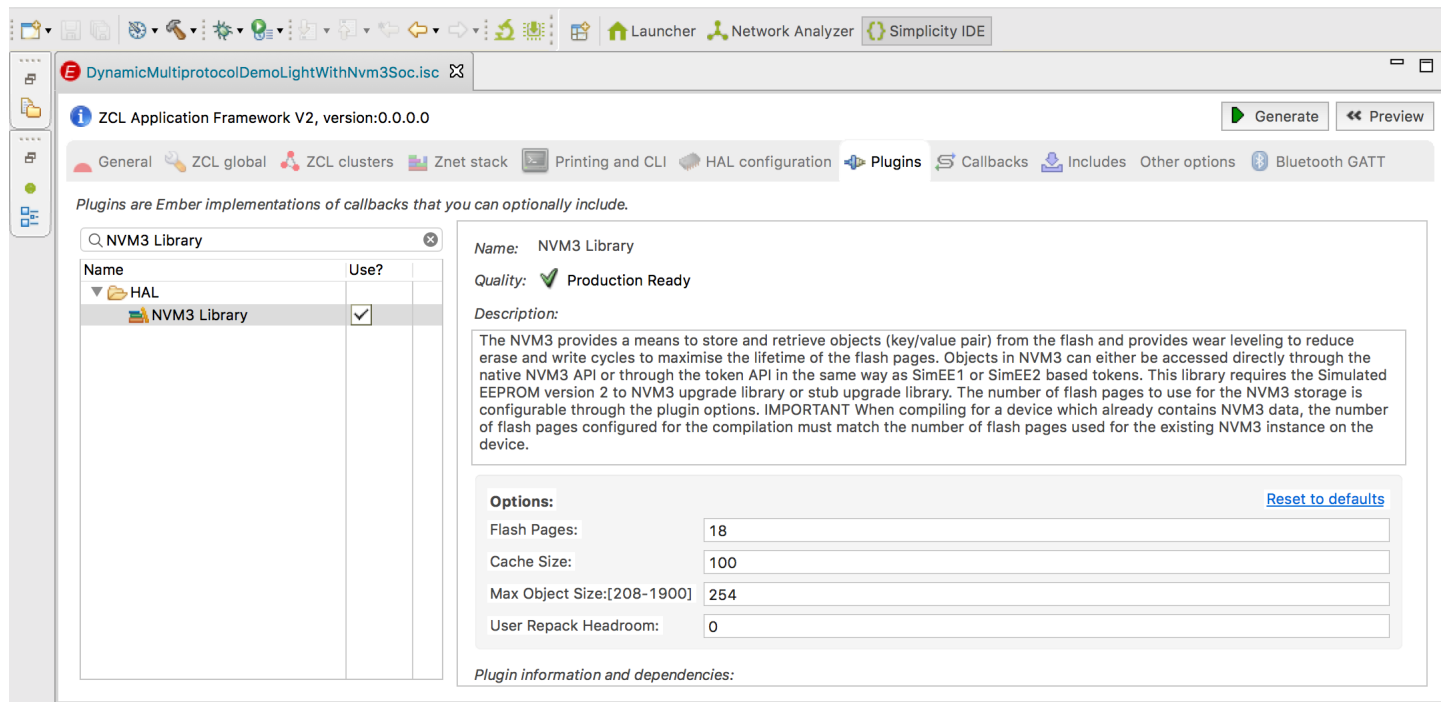 Launcher Network Analyzer Simplicity IDE
DynamicMultiprotocolDemoLightWithNvm3Soc.isc
ZCL Application Framework V2, version:0.0.0.0
Generate Preview
General ZCL global ZCL clusters Znet stack Printing and CLI HAL configuration Plugins Callbacks Includes Other options Bluetooth GATT
Plugins are Ember implementations of callbacks that you can optionally include.
NVM3 Library
Name Use?
HAL
NVM3 Library
Name: NVM3 Library
Quality: Production Ready
Description:
The NVM3 provides a means to store and retrieve objects (key/value pair) from the flash and provides wear leveling to reduce
erase and write cycles to maximise the lifetime of the flash pages. Objects in NVM3 can either be accessed directly through the
native NVM3 API or through the token API in the same way as SimEE1 or SimEE2 based tokens. This library requires the Simulated
EEPROM version 2 to NVM3 upgrade library or stub upgrade library. The number of flash pages to use for the NVM3 storage is
configurable through the plugin options. IMPORTANT When compiling for a device which already contains NVM3 data, the number
of flash pages configured for the compilation must match the number of flash pages used for the existing NVM3 instance on the
device.
Options: Reset to defaults
Flash Pages: 18
Cache Size: 100
Max Object Size:[208-1900] 254
User Repack Headroom: 0
Plugin information and dependencies: